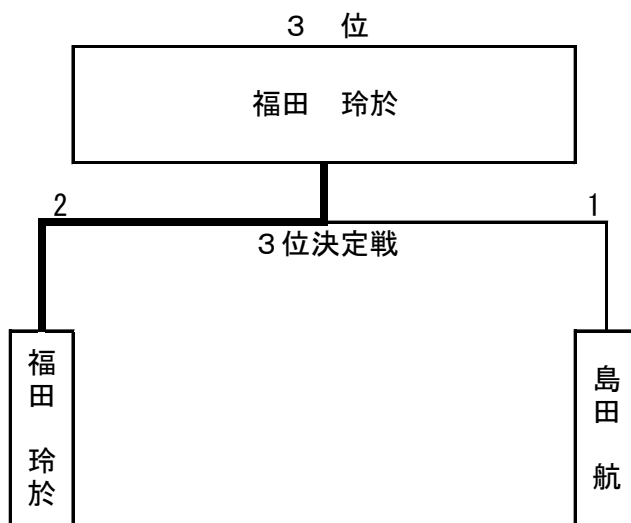 ３　位
福田　玲於
2
1
３位決定戦
福田　玲於
島田　航